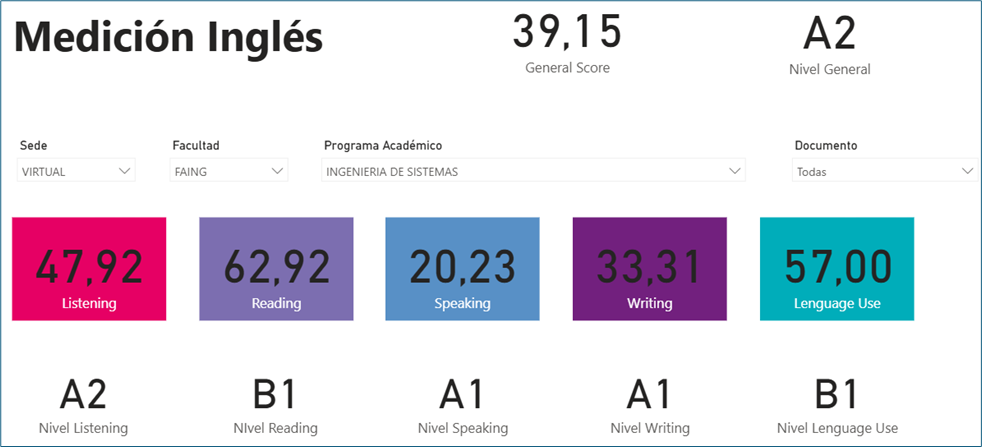 Medición Inglés
39,15
General Score
A2
Nivel General
Sede
Facultad
Programa Académico
Documento
VIRTUAL
FAING
INGENIERIA DE SISTEMAS
Todas
47,92
Listening
62,92
Reading
20,23
Speaking
33,31
Writing
57,00
Lenguage Use
A2
Nivel Listening
B1
NIvel Reading
A1
Nivel Speaking
A1
Nivel Writing
B1
Nivel Lenguage Use